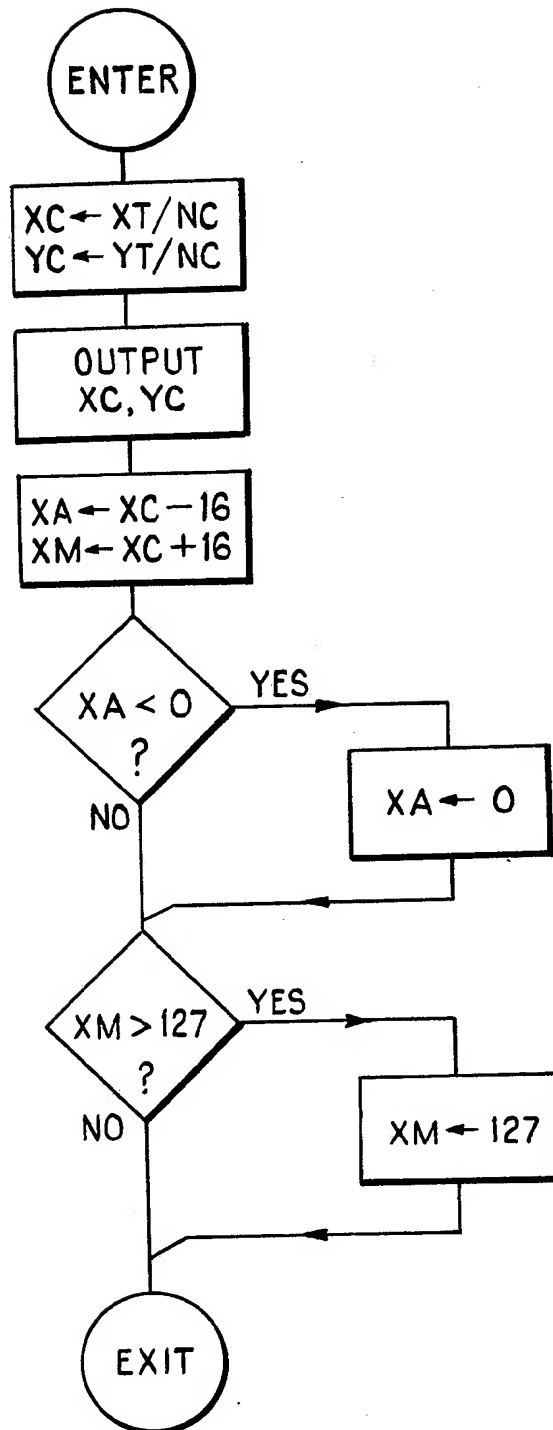 ENTER
XC ← XT/NC
YC ← YT/NC
OUTPUT
XC, YC
XA ← XC – 16
XM ← XC + 16
XA < 0
?
YES
NO
XA ← 0
XM > 127
?
YES
NO
XM ← 127
EXIT